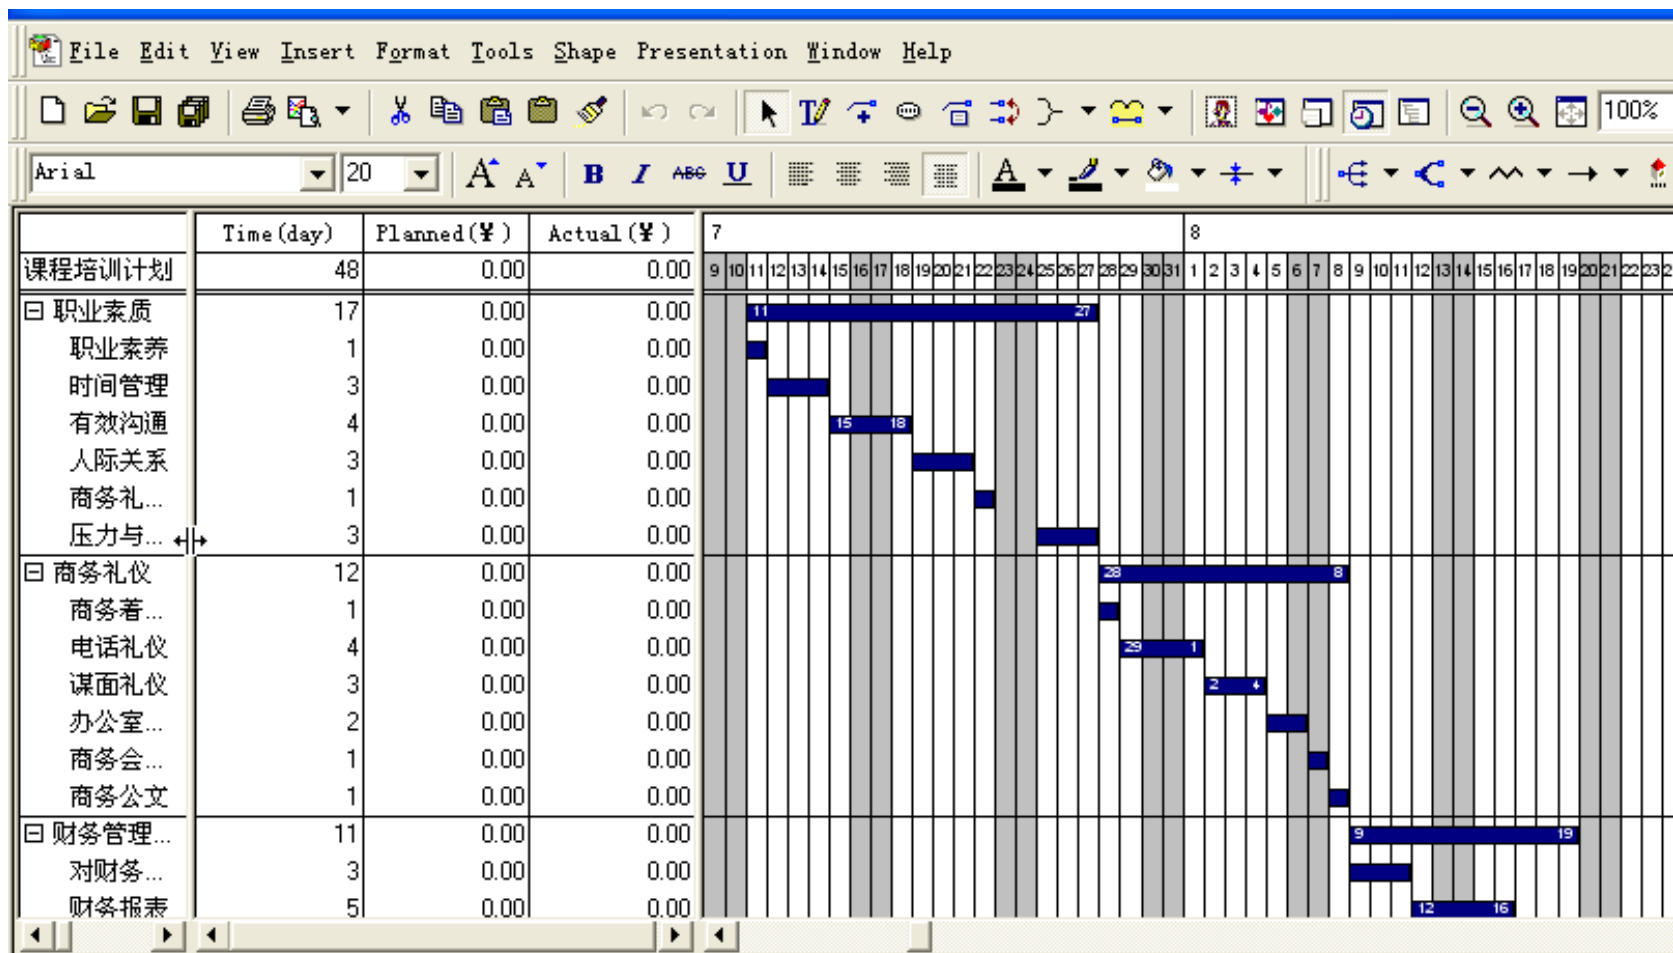 File Edit View Insert Format Tools Shape Presentation Window Help
100%
Arial 20 A A B I ABC U A
Time(day) Planned(¥) Actual(¥) 7 8
课程培训计划 48 0.00 0.00 9 10 11 12 13 14 15 16 17 18 19 20 21 22 23 24 25 26 27 28 29 30 31 1 2 3 4 5 6 7 8 9 10 11 12 13 14 15 16 17 18 19 20 21 22 23
职业素质 17 0.00 0.00 11 27
职业素养 1 0.00 0.00
时间管理 3 0.00 0.00
有效沟通 4 0.00 0.00 15 18
人际关系 3 0.00 0.00
商务礼... 1 0.00 0.00
压力与... 3 0.00 0.00
商务礼仪 12 0.00 0.00 28 8
商务着... 1 0.00 0.00
电话礼仪 4 0.00 0.00 29 1
谋面礼仪 3 0.00 0.00 2 4
办公室... 2 0.00 0.00
商务会... 1 0.00 0.00
商务公文 1 0.00 0.00
财务管理... 11 0.00 0.00 9 19
对财务... 3 0.00 0.00
财务报表 5 0.00 0.00 12 16